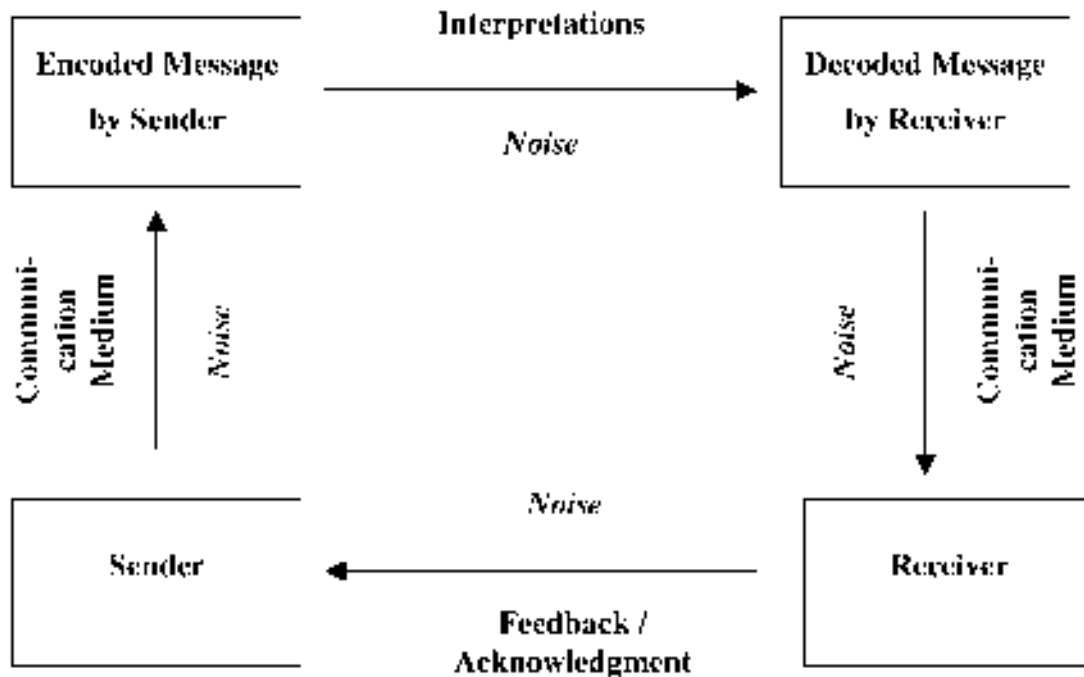 Interpretations
Encoded Message
by Sender
Decoded Message
by Receiver
Noise
Communi-
cation
Medium
Noise
Noise
Communi-
cation
Medium
Noise
Sender
Receiver
Feedback /
Acknowledgment